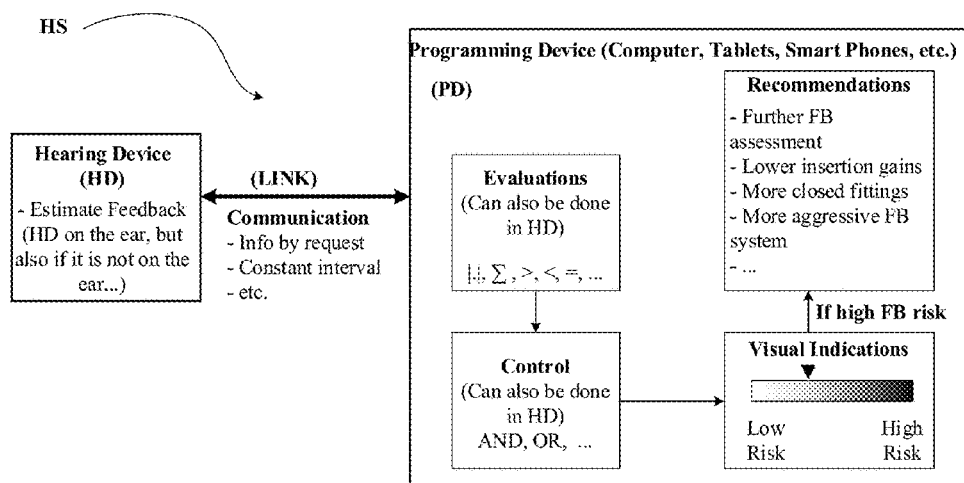 HS
Programming Device (Computer, Tablets, Smart Phones, etc.)
(PD)
Hearing Device
(HD)
- Estimate Feedback
(HD on the ear, but
also if it is not on the
ear...)
(LINK)
Communication
- Info by request
- Constant interval
- etc.
Evaluations
(Can also be done
in HD)
|.|, ∑ , >, <, =, ...
Control
(Can also be done
in HD)
AND, OR, ...
Recommendations
- Further FB
assessment
- Lower insertion gains
- More closed fittings
- More aggressive FB
system
- ...
If high FB risk
Visual Indications
Low High
Risk Risk